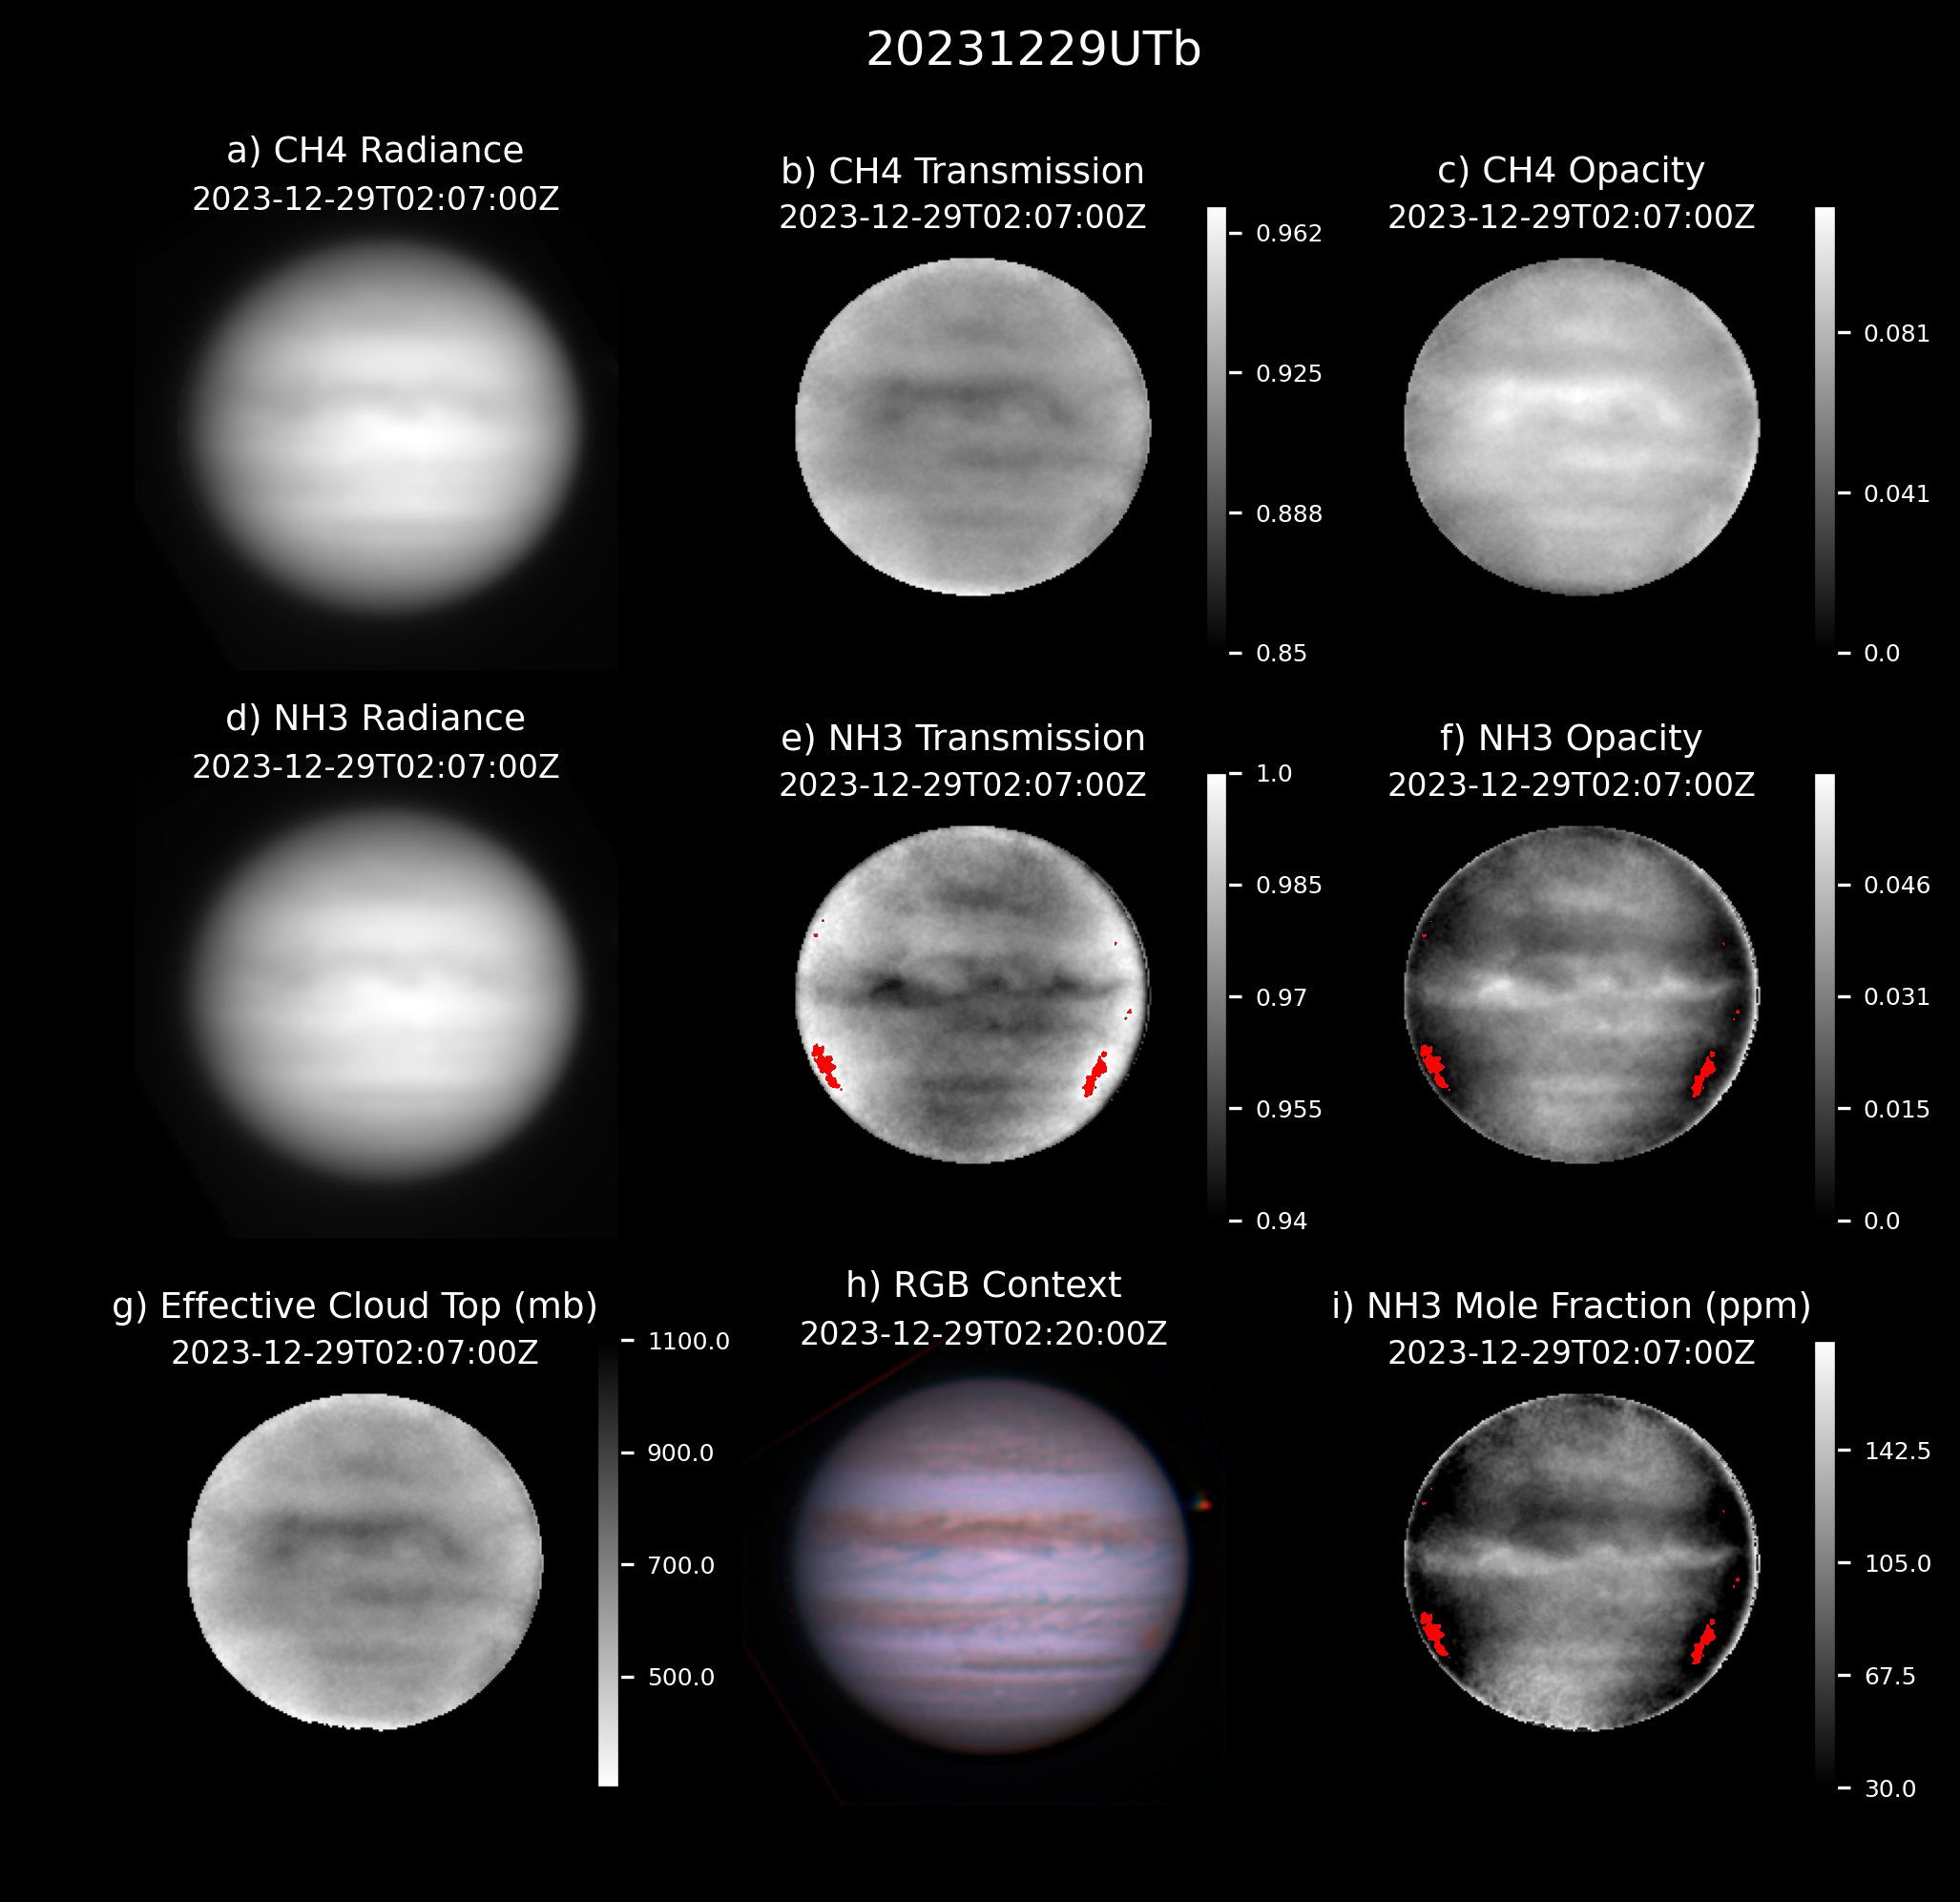 20231229UTb
a) CH4 Radiance
2023-12-29T02:07:00Z
b) CH4 Transmission
2023-12-29T02:07:00Z
0.962
0.925
0.888
0.85
c) CH4 Opacity
2023-12-29T02:07:00Z
0.081
0.041
0.0
d) NH3 Radiance
2023-12-29T02:07:00Z
e) NH3 Transmission
2023-12-29T02:07:00Z
1.0
0.985
0.97
0.955
0.94
f) NH3 Opacity
2023-12-29T02:07:00Z
0.046
0.031
0.015
0.0
g) Effective Cloud Top (mb)
2023-12-29T02:07:00Z
1100.0
900.0
700.0
500.0
h) RGB Context
2023-12-29T02:20:00Z
i) NH3 Mole Fraction (ppm)
2023-12-29T02:07:00Z
142.5
105.0
67.5
30.0